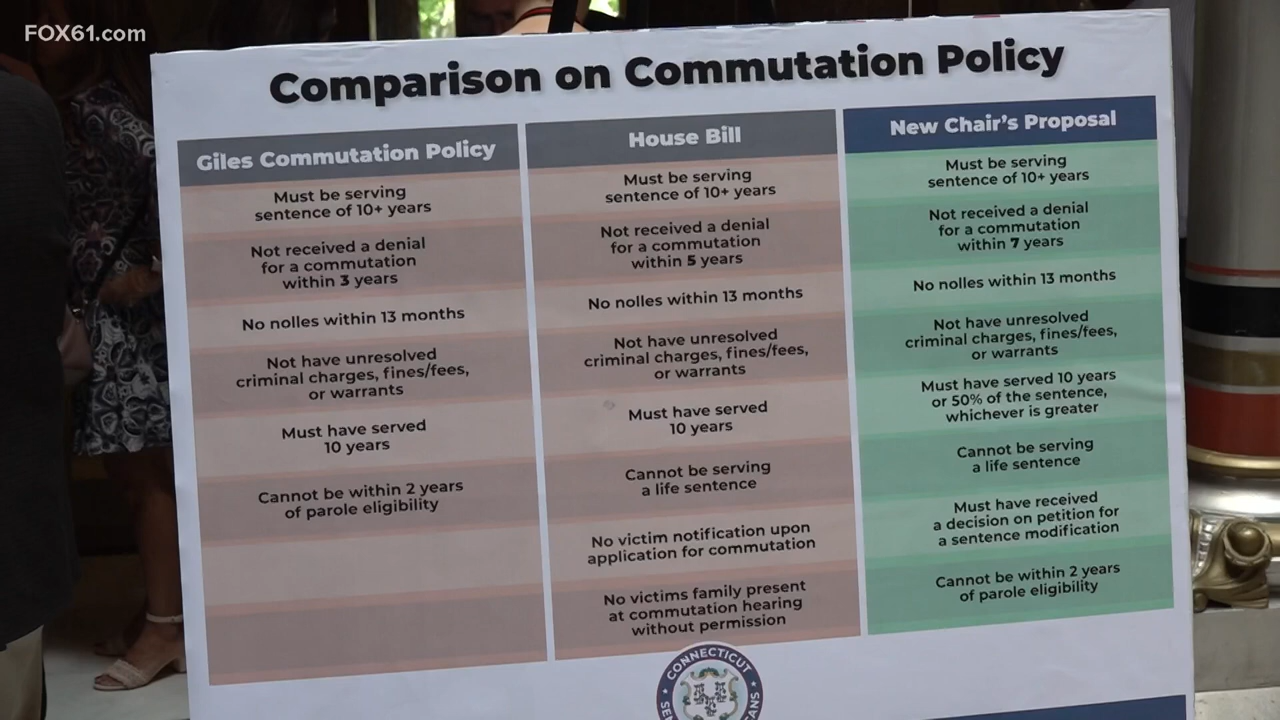 FOX61.com
Comparison on Commutation Policy
Giles Commutation Policy
Must be serving
sentence of 10+ years
Not received a denial
for a commutation
within 3 years
No nolles within 13 months
Not have unresolved
criminal charges, fines/fees,
or warrants
Must have served
10 years
Cannot be within 2 years
of parole eligibility
House Bill
Must be serving
sentence of 10+ years
Not received a denial
for a commutation
within 5 years
No nolles within 13 months
Not have unresolved
criminal charges, fines/fees,
or warrants
Must have served
10 years
Cannot be serving
a life sentence
No victim notification upon
application for commutation
No victims family present
at commutation hearing
without permission
New Chair's Proposal
Must be serving
sentence of 10+ years
Not received a denial
for a commutation
within 7 years
No nolles within 13 months
Not have unresolved
criminal charges, fines/fees,
or warrants
Must have served 10 years
or 50% of the sentence,
whichever is greater
Cannot be serving
a life sentence
Must have received
a decision on petition for
a sentence modification
Cannot be within 2 years
of parole eligibility
CONNECTICUT